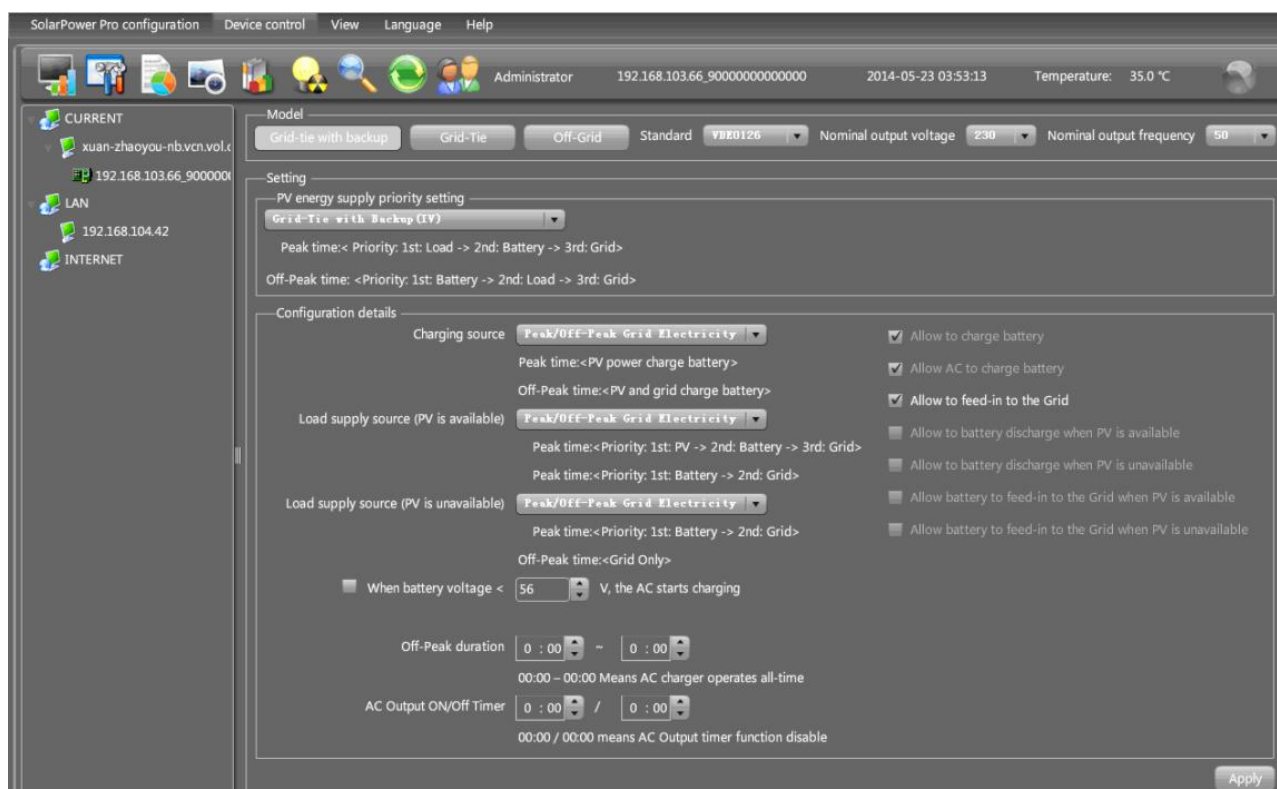 SolarPower Pro configuration Device control View Language Help
Administrator 192.168.103.66_90000000000000 2014-05-23 03:53:13 Temperature: 35.0 ℃
CURRENT
xuan-zhaoyou-nb.vcn.vol.c
192.168.103.66_900000
LAN
192.168.104.42
INTERNET
Model
Grid-tie with backup Grid-Tie Off-Grid Standard VDE0126 Nominal output voltage 230 Nominal output frequency 50
Setting
PV energy supply priority setting
Grid-Tie with Backup(IV)
Peak time:< Priority: 1st: Load -> 2nd: Battery -> 3rd: Grid>
Off-Peak time: <Priority: 1st: Battery -> 2nd: Load -> 3rd: Grid>
Configuration details
Charging source Peak/Off-Peak Grid Electricity
Peak time:<PV power charge battery>
Off-Peak time:<PV and grid charge battery>
Load supply source (PV is available) Peak/Off-Peak Grid Electricity
Peak time:<Priority: 1st: PV -> 2nd: Battery -> 3rd: Grid>
Peak time:<Priority: 1st: Battery -> 2nd: Grid>
Load supply source (PV is unavailable) Peak/Off-Peak Grid Electricity
Peak time:<Priority: 1st: Battery -> 2nd: Grid>
Off-Peak time:<Grid Only>
When battery voltage < 56 V, the AC starts charging
Off-Peak duration 0 : 00 ~ 0 : 00
00:00 – 00:00 Means AC charger operates all-time
AC Output ON/Off Timer 0 : 00 / 0 : 00
00:00 / 00:00 means AC Output timer function disable
Allow to charge battery
Allow AC to charge battery
Allow to feed-in to the Grid
Allow to battery discharge when PV is available
Allow to battery discharge when PV is unavailable
Allow battery to feed-in to the Grid when PV is available
Allow battery to feed-in to the Grid when PV is unavailable
Apply